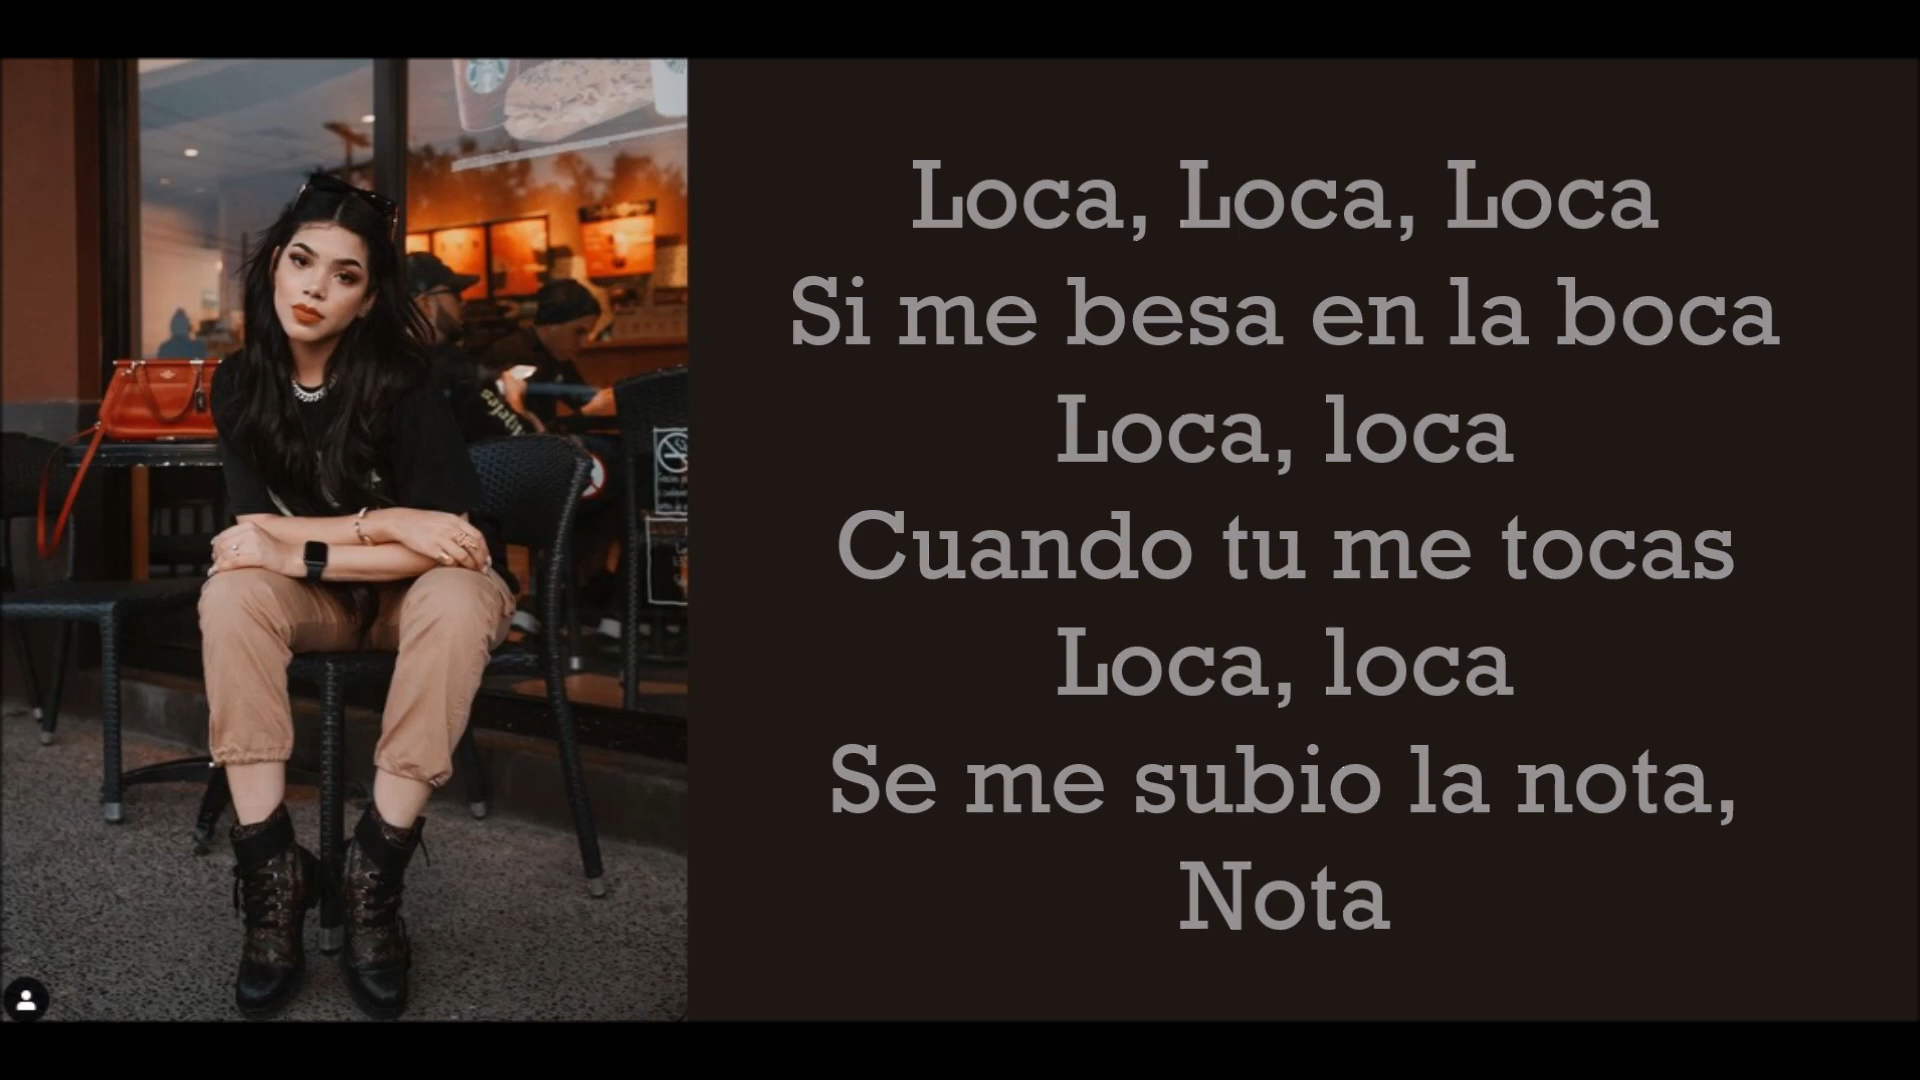 Loca, Loca, Loca
Si me besa en la boca
Loca, loca
Cuando tu me tocas
Loca, loca
Se me subio la nota,
Nota